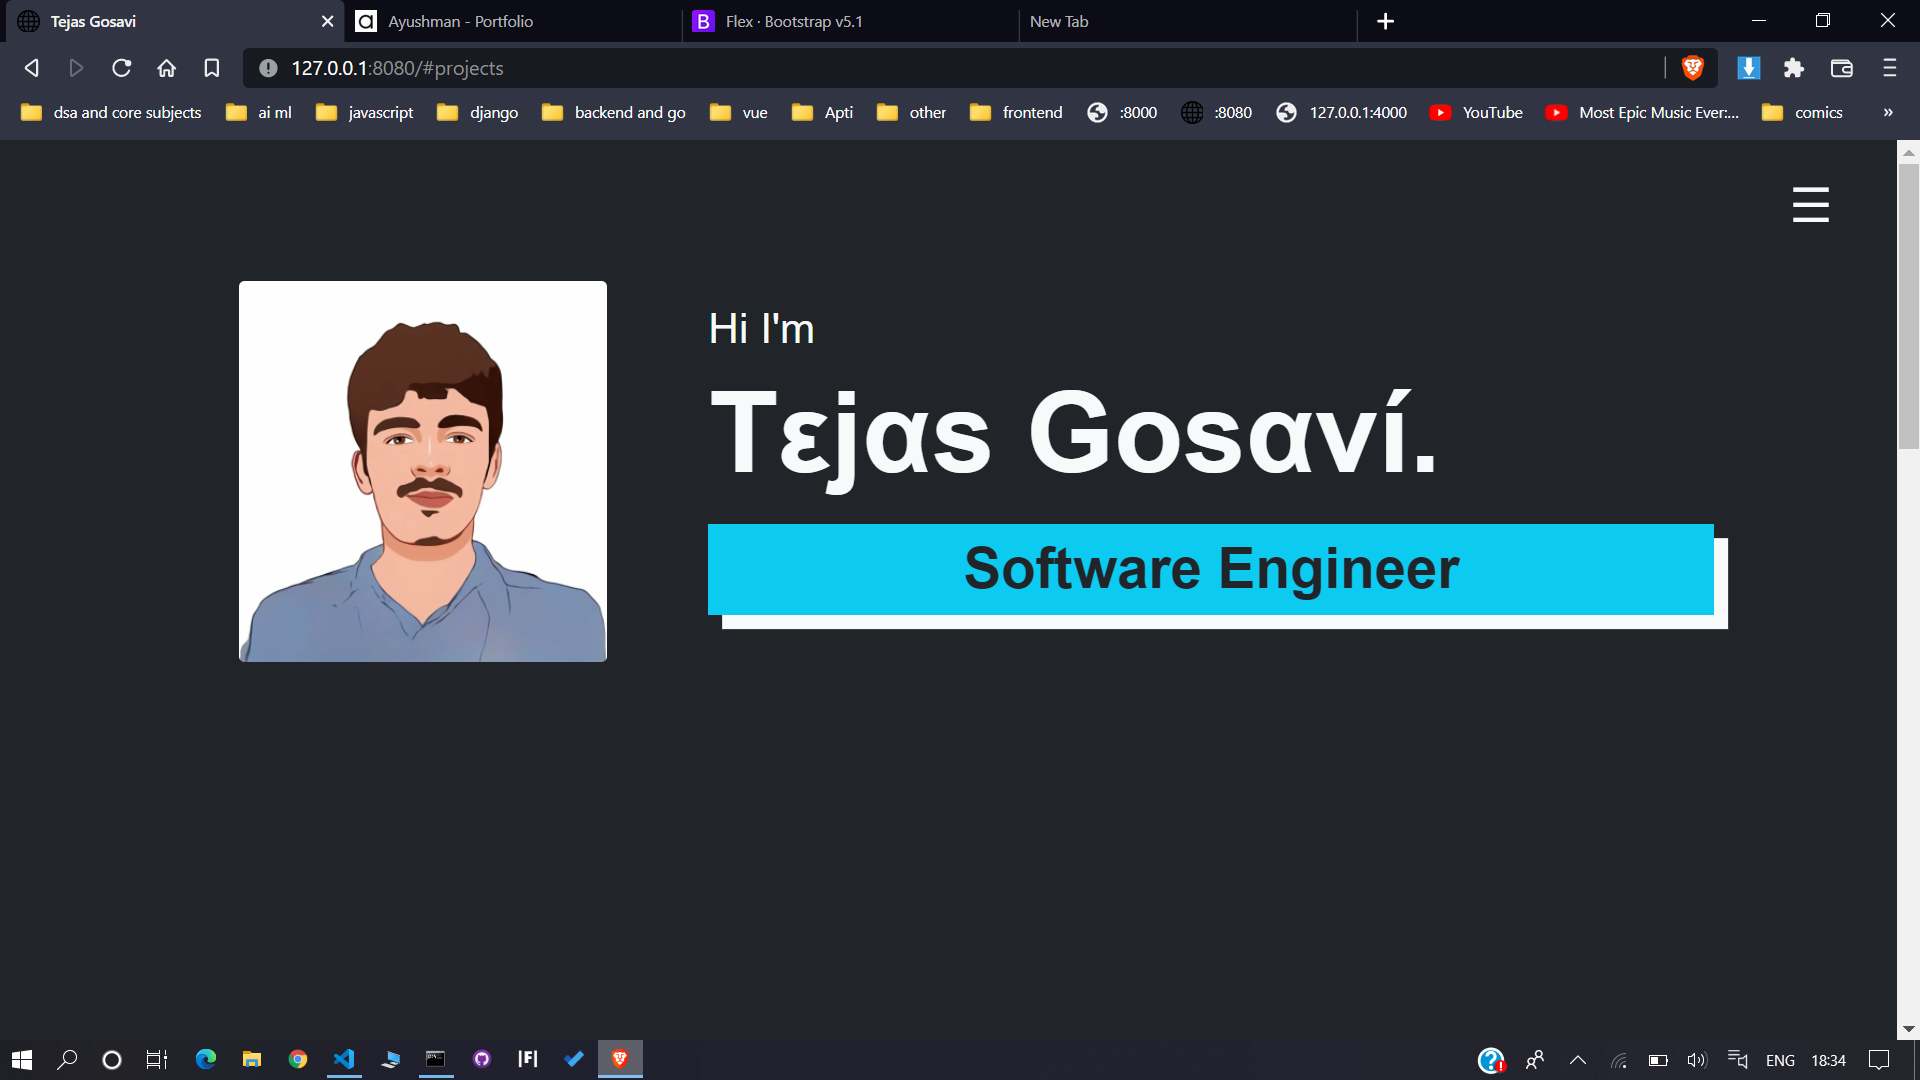 Tejas Gosavi
Ayushman - Portfolio
B Flex · Bootstrap v5.1
New Tab
127.0.0.1:8080/#projects
dsa and core subjects
ai ml
javascript
django
backend and go
vue
Apti
other
frontend
:8000
:8080
127.0.0.1:4000
YouTube
Most Epic Music Ever:...
comics
»
Hi I'm
Tεjαs Gosανί.
Software Engineer
|F|
ENG
18:34